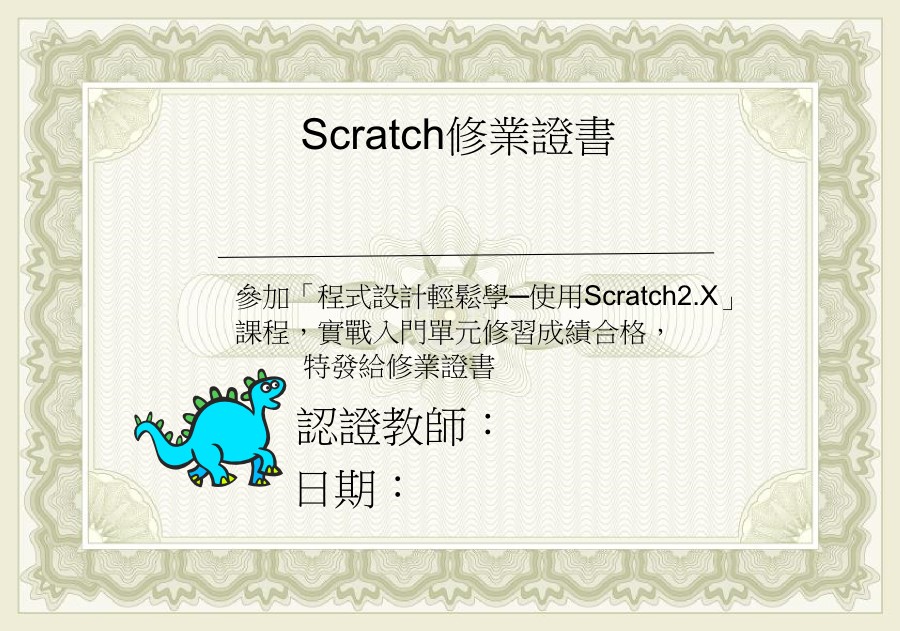 Scratch修業證書
參加「程式設計輕鬆學─使用Scratch2.X」
課程，實戰入門單元修習成績合格，
特發給修業證書
認證教師：
日期：